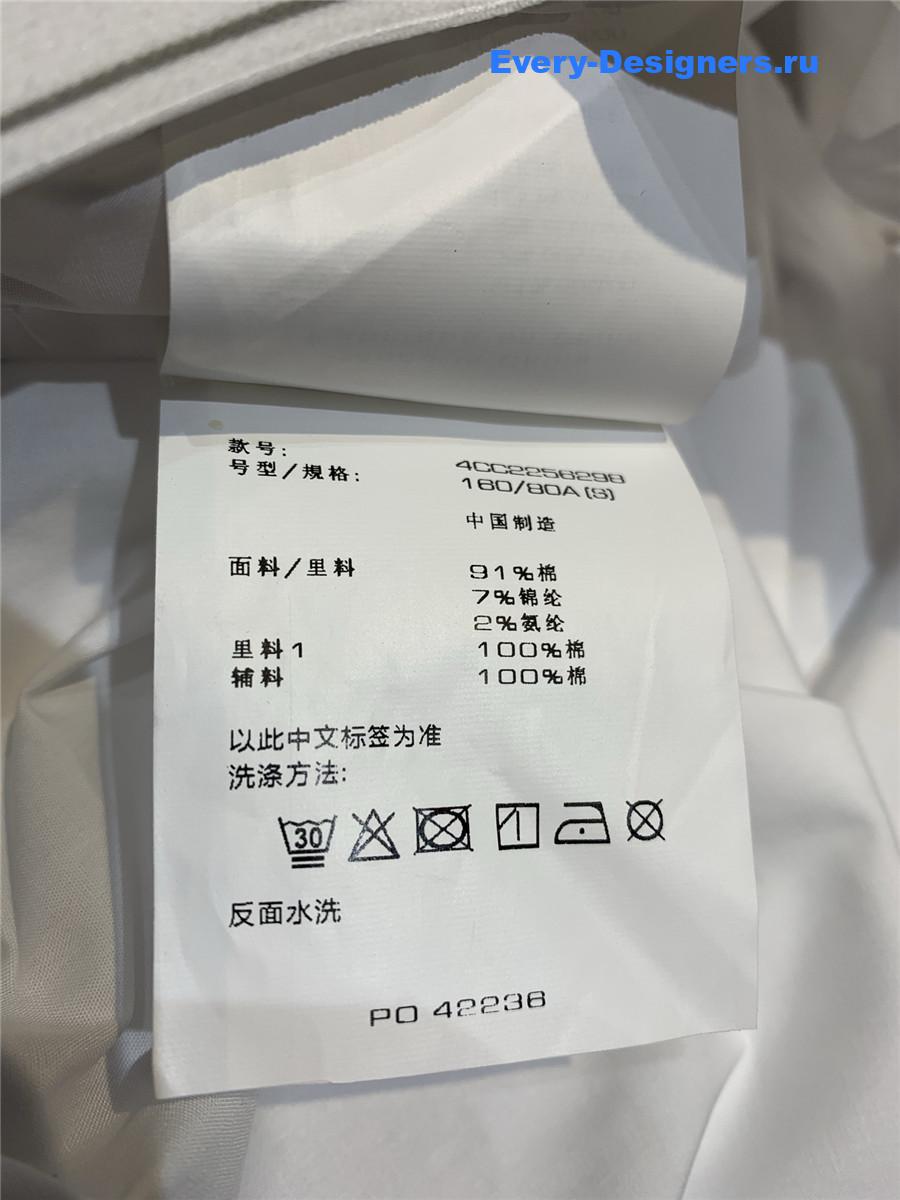 Every-Designers.ru
款号:
4CC2256298
号型/规格:
160/80A(S)
中国制造
面料/里料 91%棉
7%锦纶
2%氨纶
里料1 100%棉
辅料 100%棉
以此中文标签为准
洗涤方法:
30
反面水洗
PO 42236